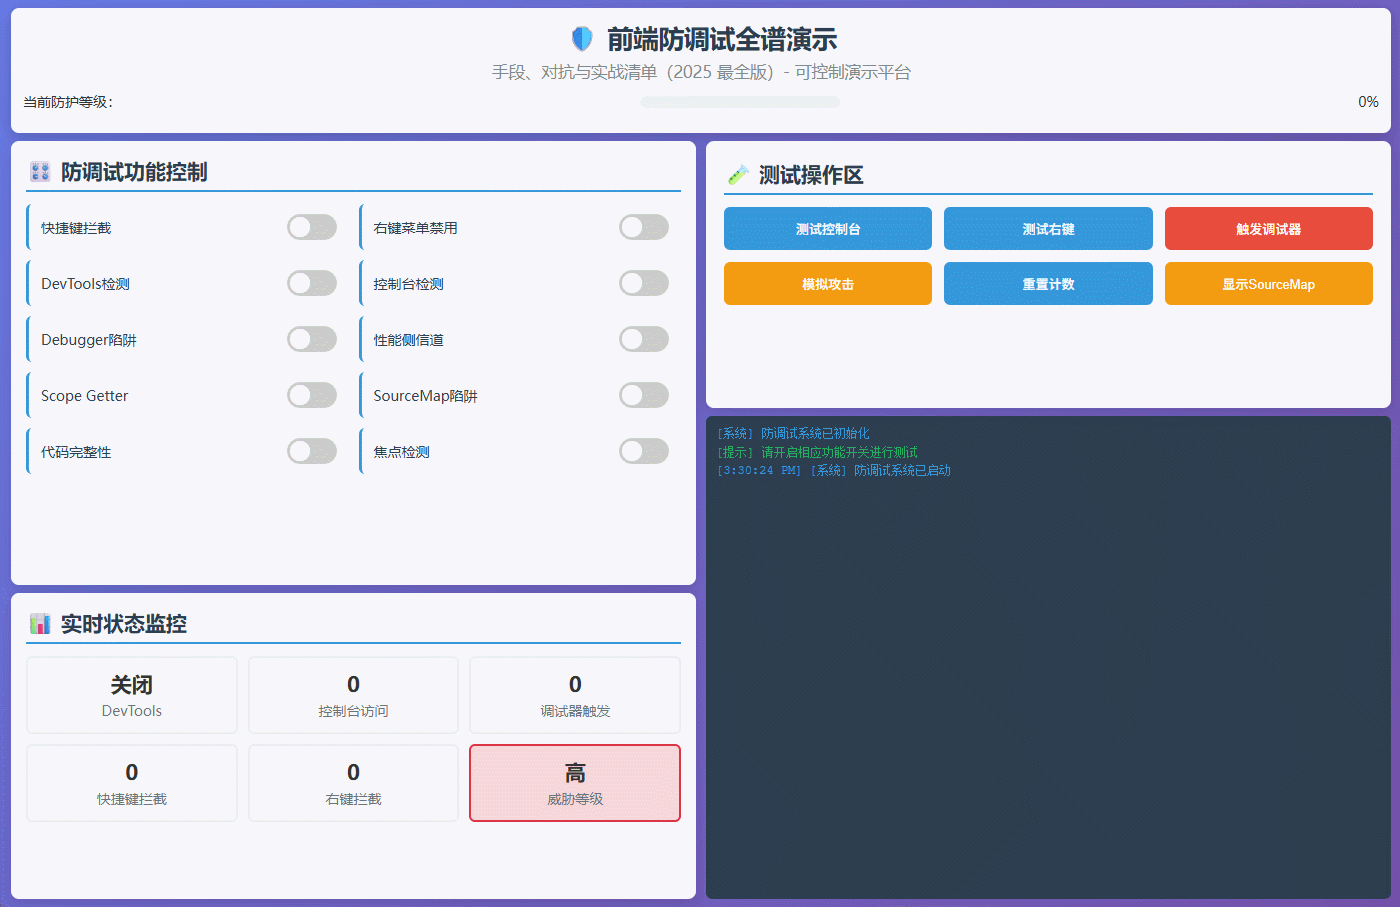 前端防调试全谱演示
手段、对抗与实战清单（2025 最全版）- 可控制演示平台
当前防护等级：
0%
防调试功能控制
快捷键拦截
右键菜单禁用
DevTools检测
控制台检测
Debugger陷阱
性能侧信道
Scope Getter
SourceMap陷阱
代码完整性
焦点检测
实时状态监控
关闭
DevTools
0
控制台访问
0
调试器触发
0
快捷键拦截
0
右键拦截
高
威胁等级
测试操作区
测试控制台
测试右键
触发调试器
模拟攻击
重置计数
显示SourceMap
[系统] 防调试系统已初始化
[提示] 请开启相应功能开关进行测试
[3:30:24 PM] [系统] 防调试系统已启动